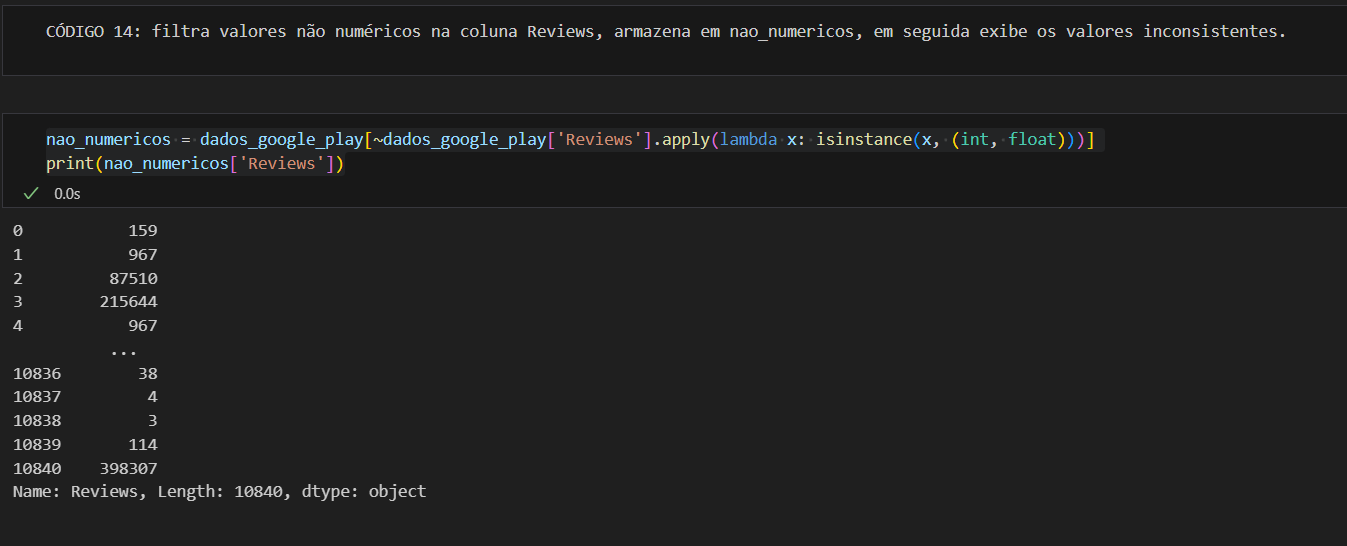 CÓDIGO 14: filtra valores não numéricos na coluna Reviews, armazena em nao_numericos, em seguida exibe os valores inconsistentes.
nao_numericos = dados_google_play[~dados_google_play['Reviews'].apply(lambda x: isinstance(x, (int, float)))]
print(nao_numericos['Reviews'])
✓ 0.0s
0 159
1 967
2 87510
3 215644
4 967
...
10836 38
10837 4
10838 3
10839 114
10840 398307
Name: Reviews, Length: 10840, dtype: object